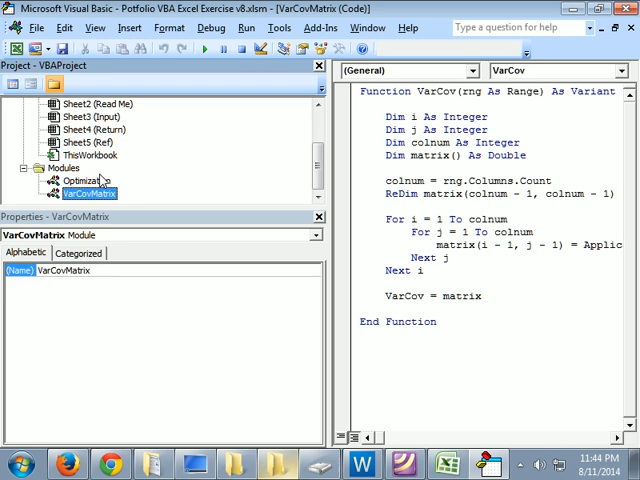 Microsoft Visual Basic - Potfolio VBA Excel Exercise v8.xlsm - [VarCovMatrix (Code)]
File Edit View Insert Format Debug Run Tools Add-Ins Window Help
Type a question for help
Project - VBAProject
Sheet2 (Read Me)
Sheet3 (Input)
Sheet4 (Return)
Sheet5 (Ref)
ThisWorkbook
Modules
VarCovMatrix
Properties - VarCovMatrix
VarCovMatrix Module
Alphabetic Categorized
(Name) VarCovMatrix
(General) VarCov
Function VarCov(rng As Range) As Variant
Dim i As Integer
Dim j As Integer
Dim colnum As Integer
Dim matrix() As Double
colnum = rng.Columns.Count
ReDim matrix(colnum - 1, colnum - 1)
For i = 1 To colnum
For j = 1 To colnum
matrix(i - 1, j - 1) = Applic
Next j
Next i
VarCov = matrix
End Function
11:44 PM
8/11/2014